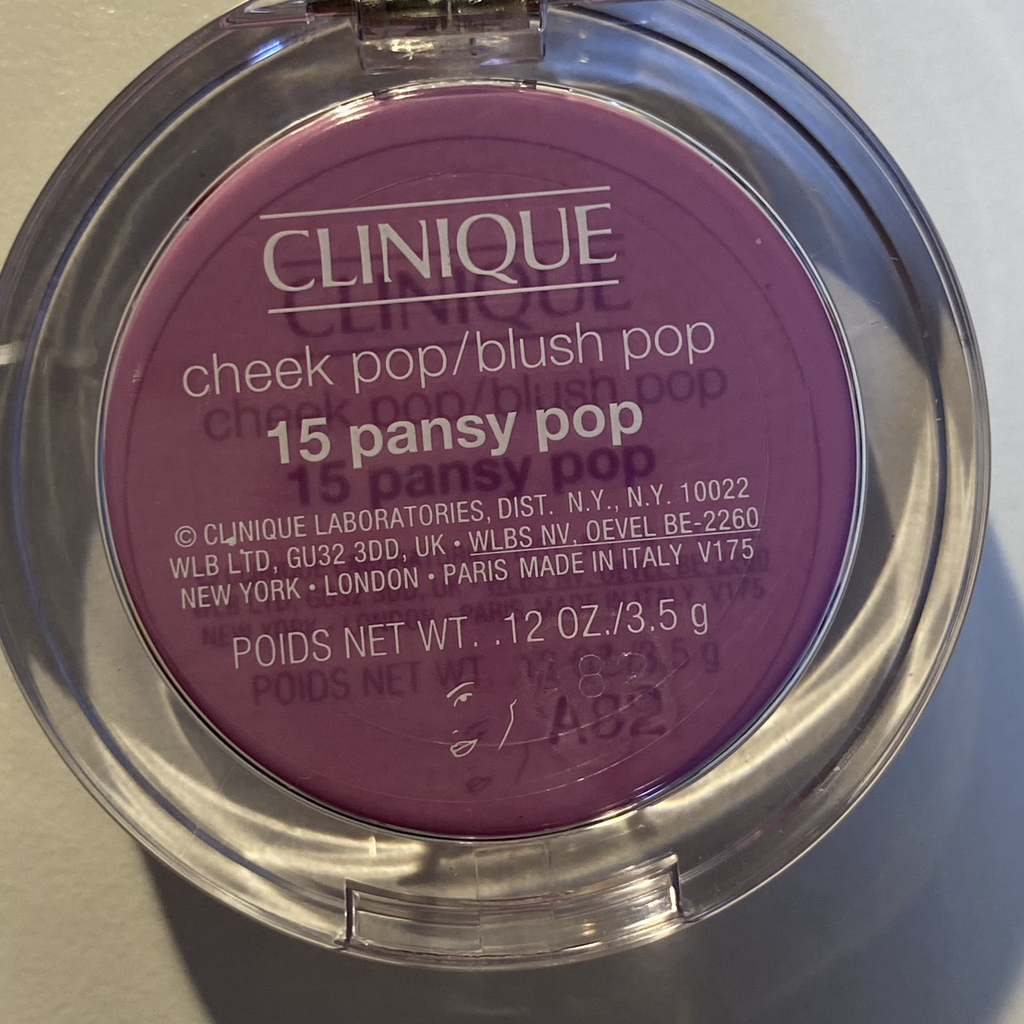 CLINIQUE
cheek pop/blush pop
15 pansy pop
© CLINIQUE LABORATORIES, DIST. N.Y., N.Y. 10022
WLB LTD, GU32 3DD, UK • WLBS NV, OEVEL BE-2260
NEW YORK • LONDON • PARIS MADE IN ITALY V175
POIDS NET WT. .12 OZ./3.5 g
A82